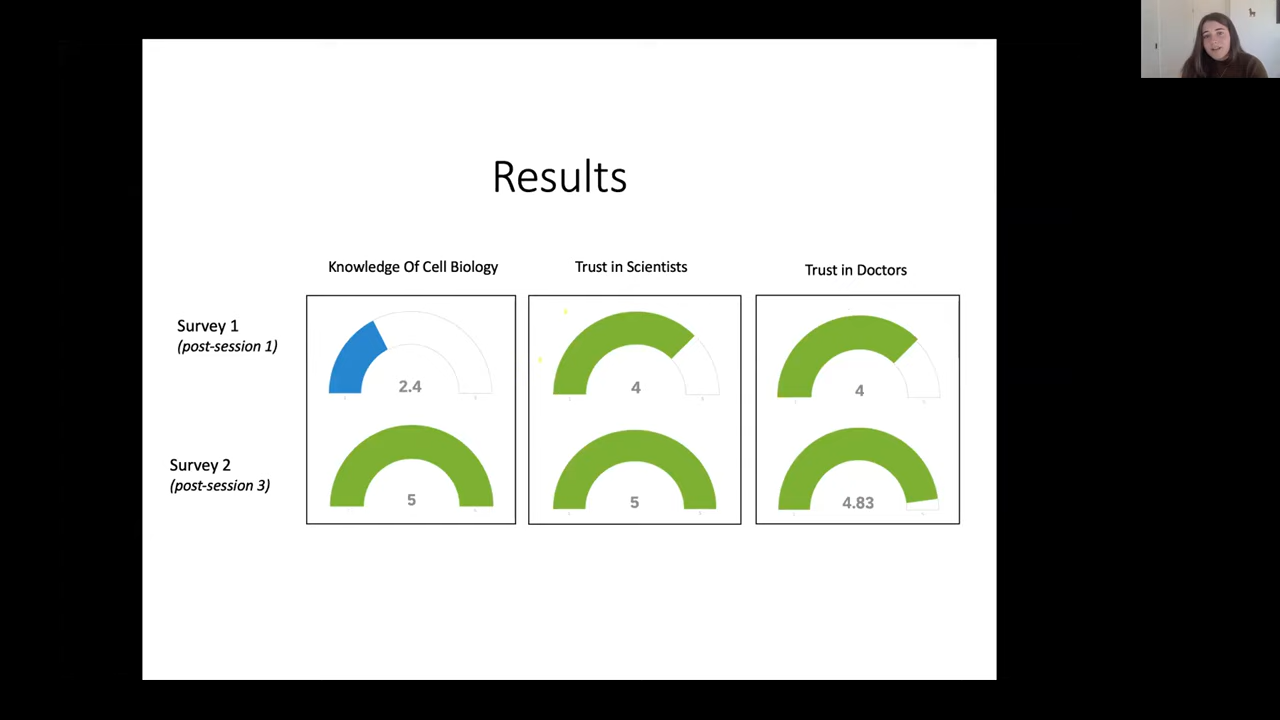 Results
Knowledge Of Cell Biology
Trust in Scientists
Trust in Doctors
Survey 1
(post-session 1)
2.4
4
4
Survey 2
(post-session 3)
5
5
4.83